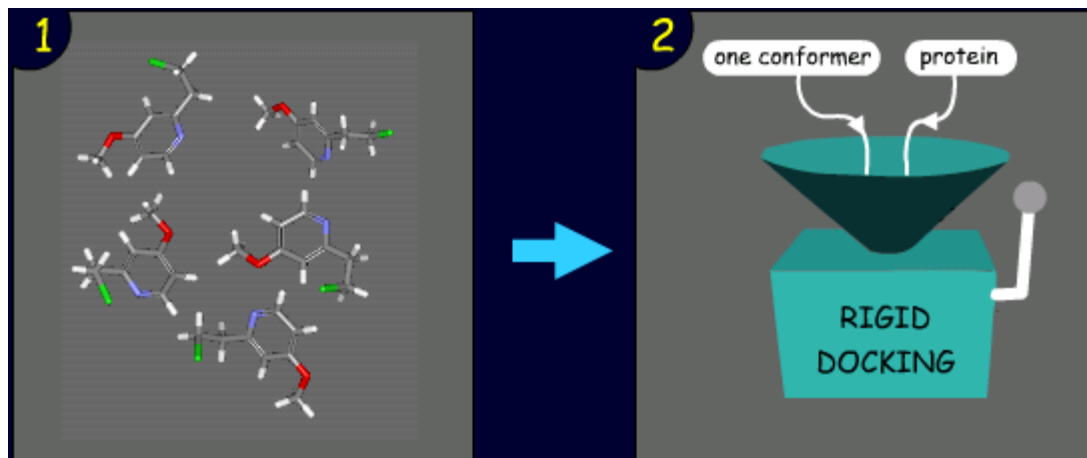 1
2
one conformer
protein
RIGID
DOCKING